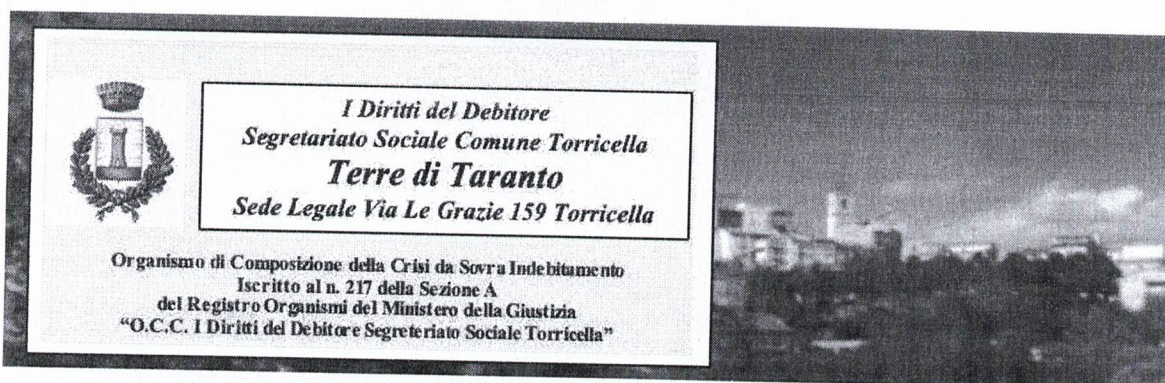 I Diritti del Debitore
Segretariato Sociale Comune Torricella
Terre di Taranto
Sede Legale Via Le Grazie 159 Torricella
Organismo di Composizione della Crisi da Sovra Indebitamento
Iscritto al n. 217 della Sezione A
del Registro Organismi del Ministero della Giustizia
“O.C.C. I Diritti del Debitore Segreteriato Sociale Torricella”